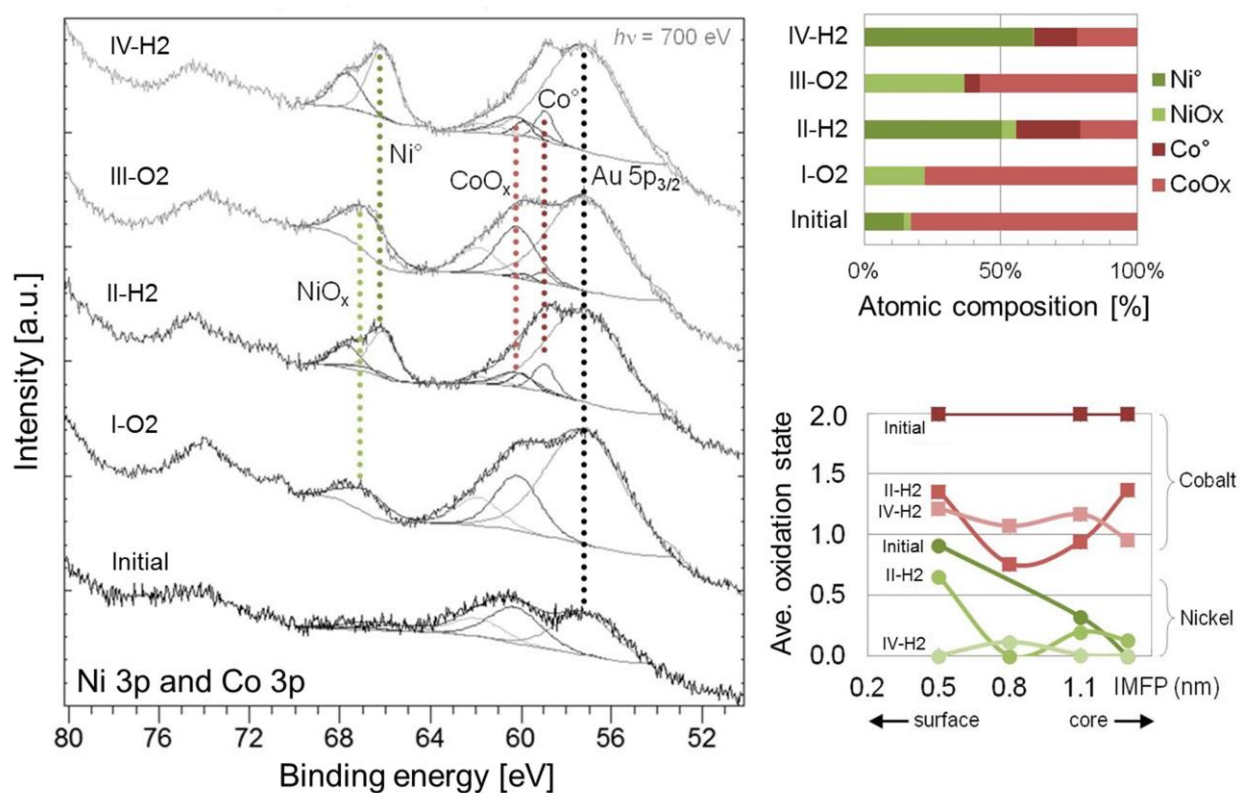 IV-H2
hν = 700 eV
Co°
Ni°
III-O2
CoOx
Au 5p3/2
NiOx
II-H2
I-O2
Initial
Ni 3p and Co 3p
Intensity [a.u.]
80 76 72 68 64 60 56 52
Binding energy [eV]
IV-H2
III-O2
II-H2
I-O2
Initial
Ni°
NiOx
Co°
CoOx
0% 50% 100%
Atomic composition [%]
Ave. oxidation state
2.0
1.5
1.0
0.5
0.0
Initial
II-H2
IV-H2
Initial
II-H2
IV-H2
Cobalt
Nickel
0.2 0.5 0.8 1.1 IMFP (nm)
surface core